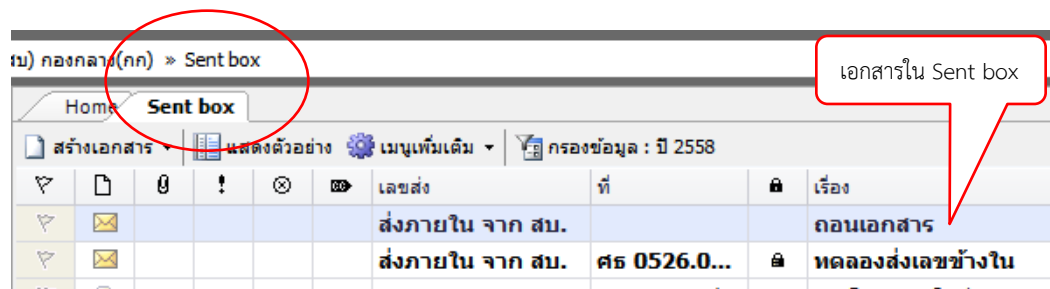 สบ) กองกลาง(กก) » Sent box
เอกสารใน Sent box
Home Sent box
สร้างเอกสาร แสดงตัวอย่าง เมนูเพิ่มเติม กรองข้อมูล : ปี 2558
เลขส่ง ที่ เรื่อง
ส่งภายใน จาก สบ. ถอนเอกสาร
ส่งภายใน จาก สบ. ศธ 0526.0... ทดลองส่งเลขข้างใน